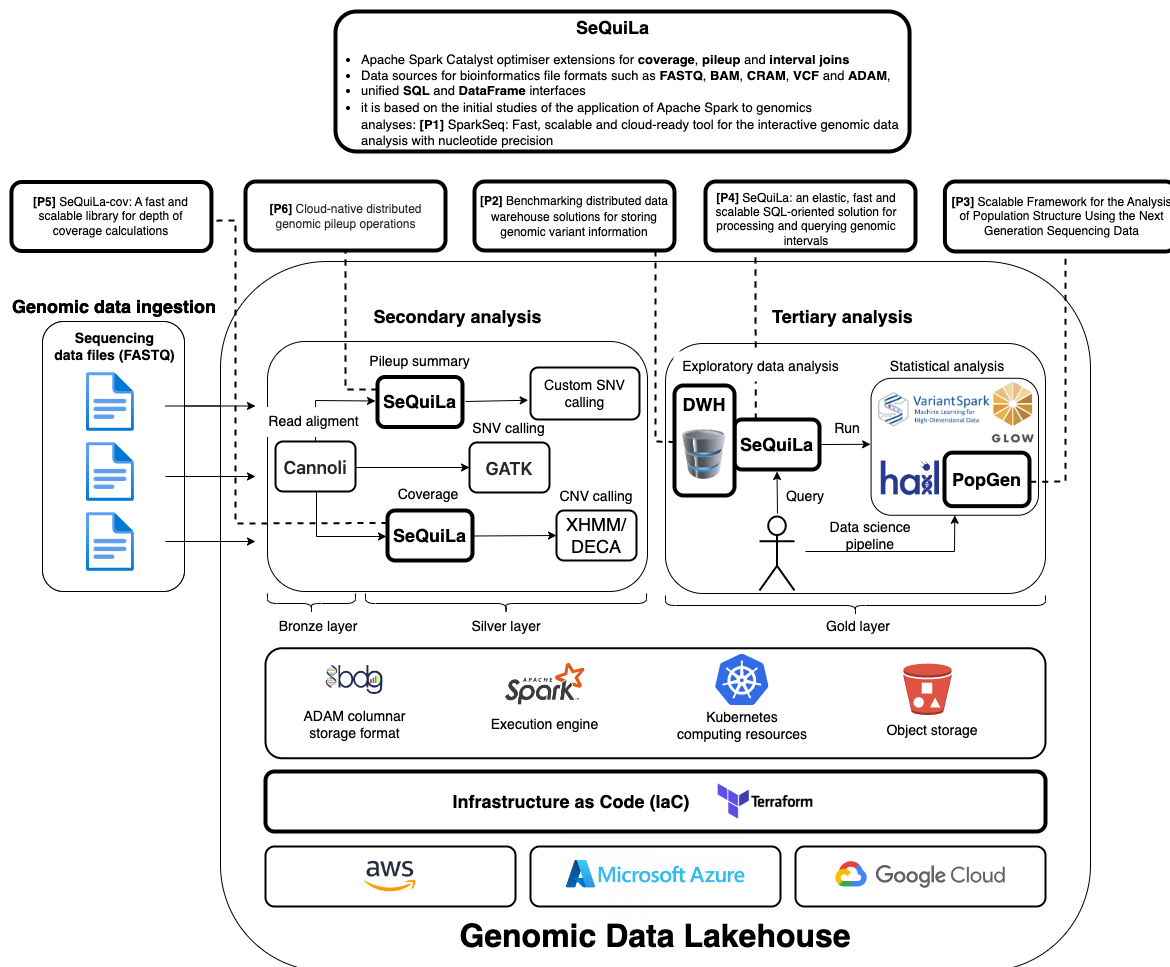 SeQuiLa
• Apache Spark Catalyst optimiser extensions for coverage, pileup and interval joins
• Data sources for bioinformatics file formats such as FASTQ, BAM, CRAM, VCF and ADAM,
• unified SQL and DataFrame interfaces
• it is based on the initial studies of the application of Apache Spark to genomics
analyses: [P1] SparkSeq: Fast, scalable and cloud-ready tool for the interactive genomic data
analysis with nucleotide precision
[P5] SeQuiLa-cov: A fast and
scalable library for depth of
coverage calculations
[P6] Cloud-native distributed
genomic pileup operations
[P2] Benchmarking distributed data
warehouse solutions for storing
genomic variant information
[P4] SeQuiLa: an elastic, fast and
scalable SQL-oriented solution for
processing and querying genomic
intervals
[P3] Scalable Framework for the Analysis
of Population Structure Using the Next
Generation Sequencing Data
Genomic data ingestion
Sequencing
data files (FASTQ)
Secondary analysis
Pileup summary
SeQuiLa
Custom SNV
calling
Read aligment
SNV calling
Cannoli
GATK
Coverage
CNV calling
SeQuiLa
XHMM/
DECA
Tertiary analysis
Exploratory data analysis
Statistical analysis
DWH
SeQuiLa
Run
VariantSpark
Machine Learning for
High-Dimensional Data
GLOW
hail
PopGen
Query
Data science
pipeline
Bronze layer
Silver layer
Gold layer
bdg
ADAM columnar
storage format
APACHE
Spark
Execution engine
Kubernetes
computing resources
Object storage
Infrastructure as Code (IaC)
Terraform
aws
Microsoft Azure
Google Cloud
Genomic Data Lakehouse